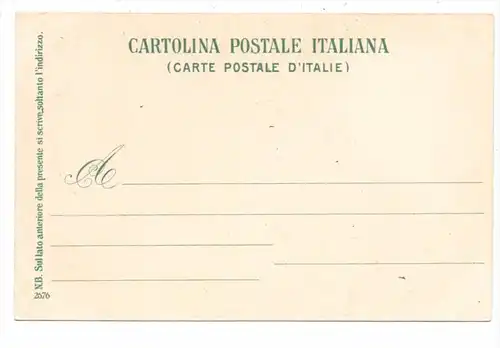 CARTOLINA POSTALE ITALIANA
(CARTE POSTALE D'ITALIE)
A
N.B. Sul lato anteriore della presente si scrive soltanto l'indirizzo.
2676